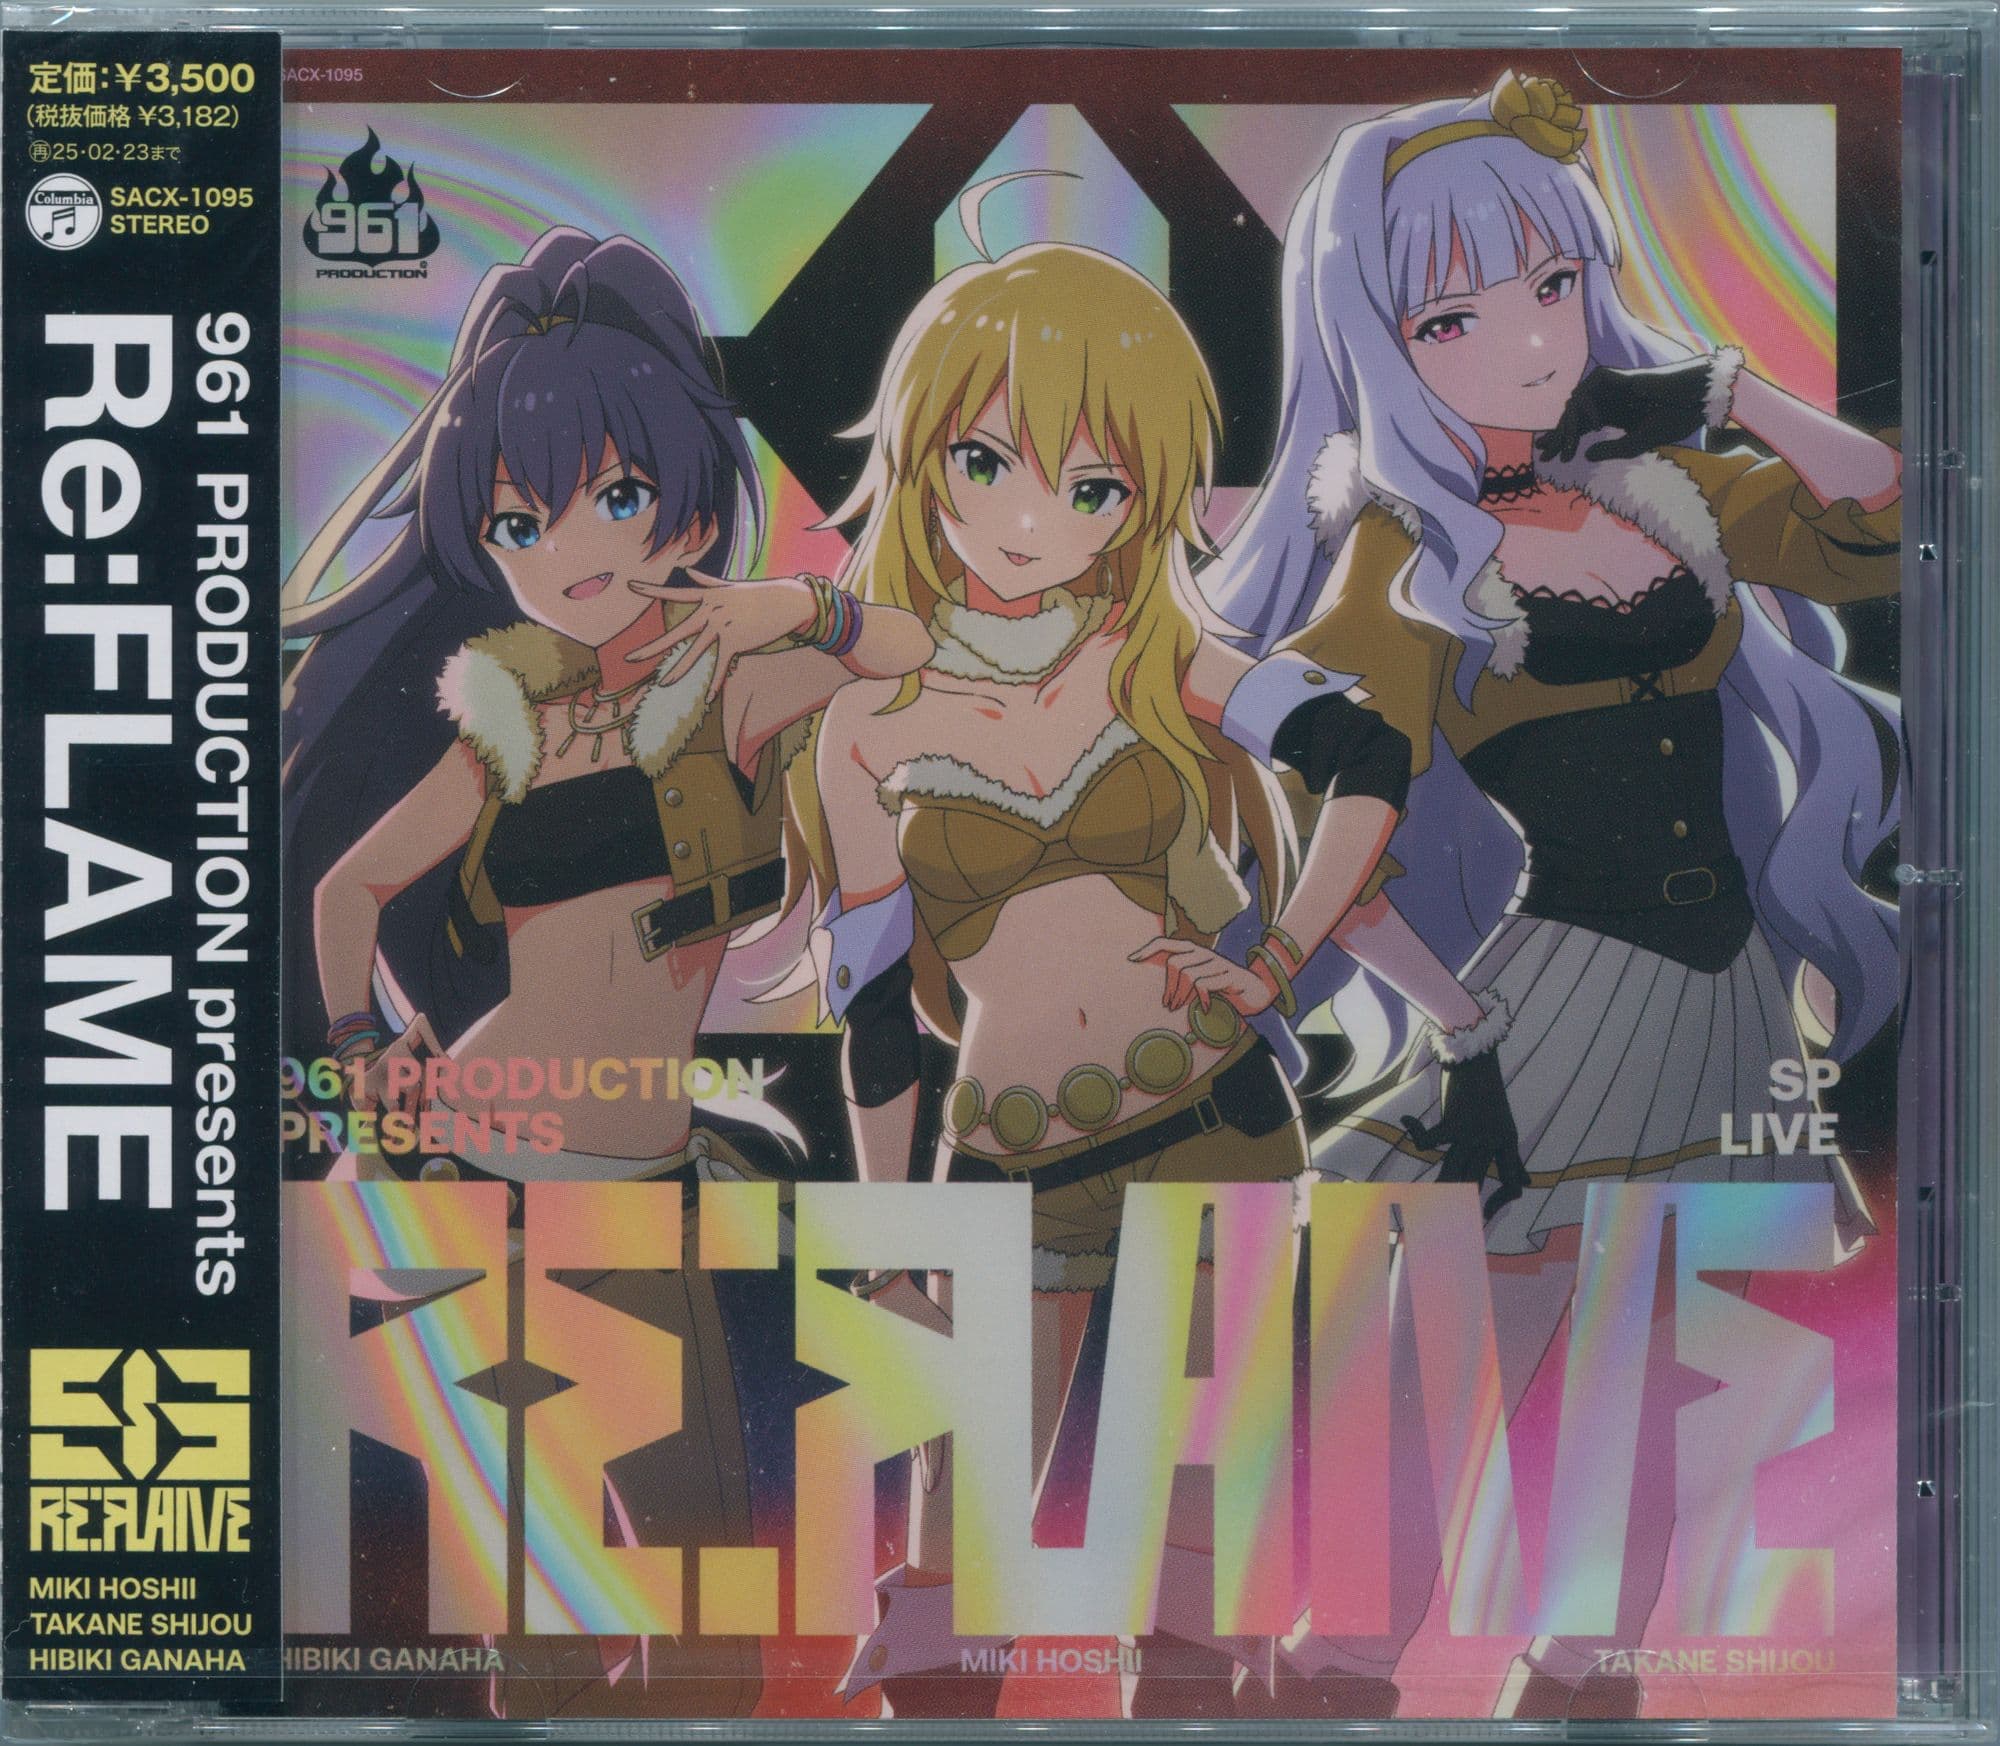 定価:￥3,500
(税抜価格 ￥3,182)
再25・02・23まで
Columbia
SACX-1095
STEREO
961 PRODUCTION presents
Re:FLAME
RE:FLAME
MIKI HOSHII
TAKANE SHIJOU
HIBIKI GANAHA
SACX-1095
961
PRODUCTION
961 PRODUCTION
PRESENTS
SP
LIVE
RE:FLAME
HIBIKI GANAHA
MIKI HOSHII
TAKANE SHIJOU